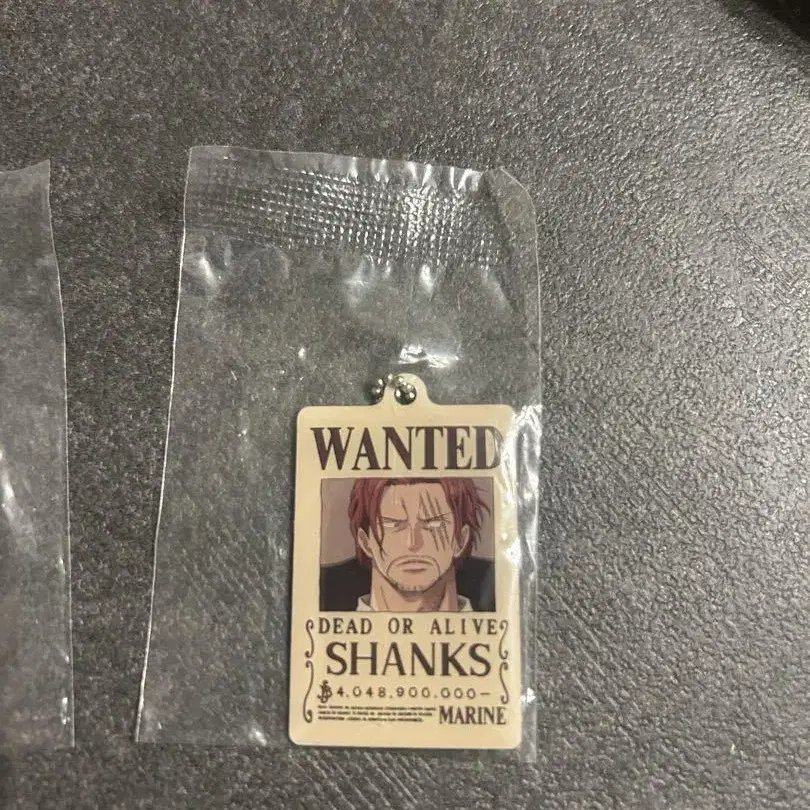 WANTED
DEAD OR ALIVE
SHANKS
4,048,900,000-
MARINE